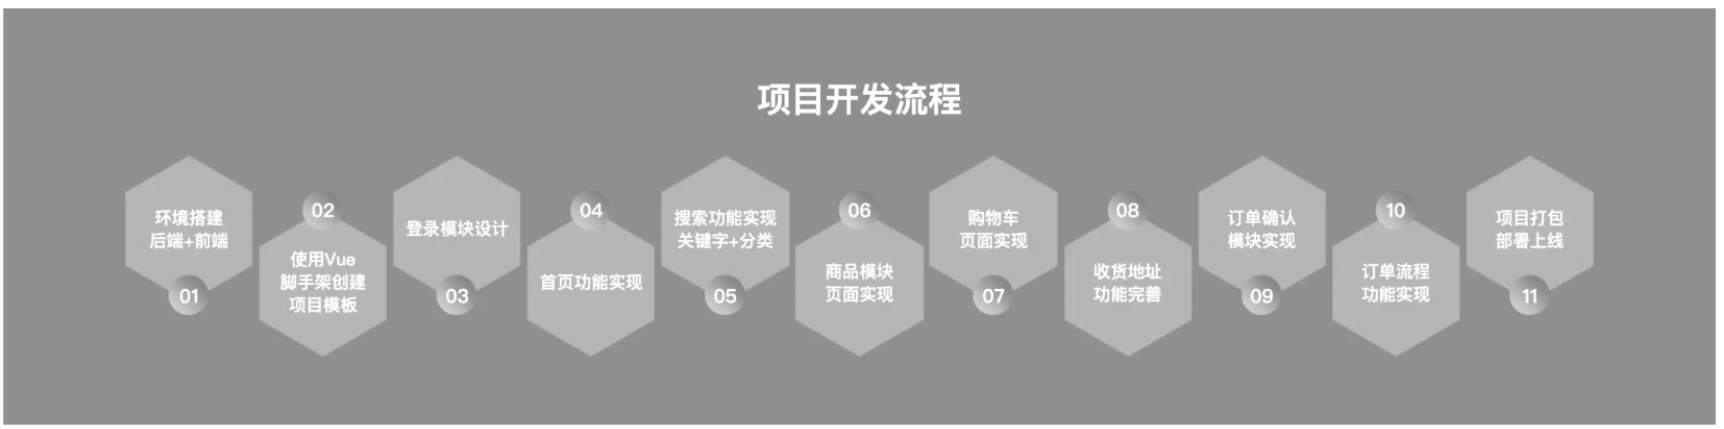 项目开发流程
环境搭建
后端+前端
01
02
使用Vue
脚手架创建
项目模板
登录模块设计
03
04
首页功能实现
搜索功能实现
关键字+分类
05
06
商品模块
页面实现
购物车
页面实现
07
08
收货地址
功能完善
订单确认
模块实现
09
10
订单流程
功能实现
项目打包
部署上线
11